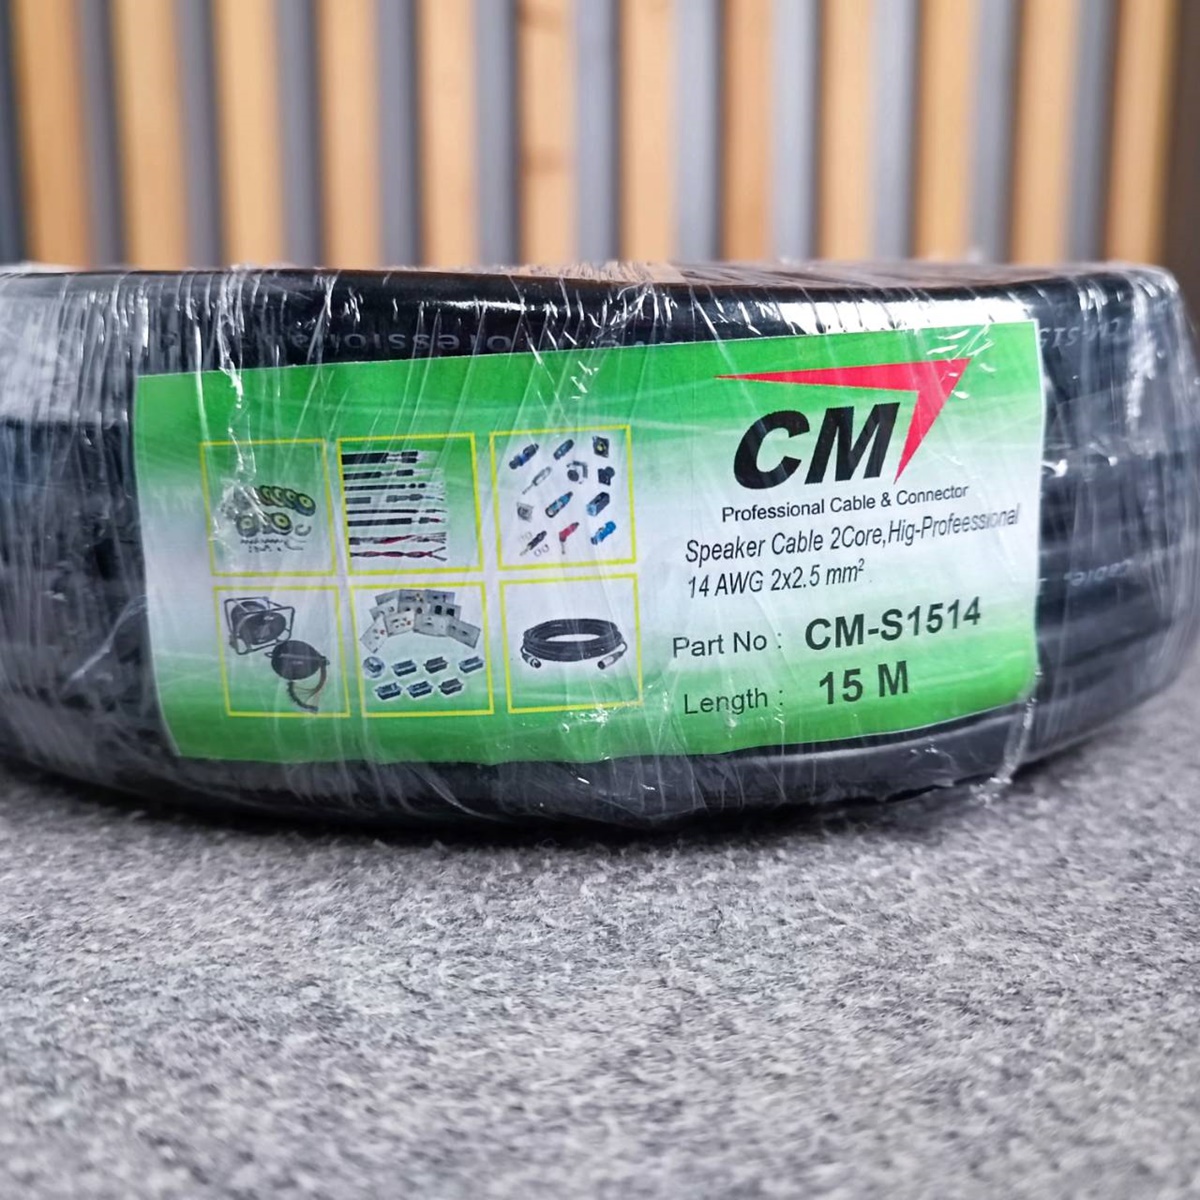 CM
Professional Cable & Connector
Speaker Cable 2Core,Hig-Profeessional
14 AWG 2x2.5 mm²
Part No : CM-S1514
Length : 15 M